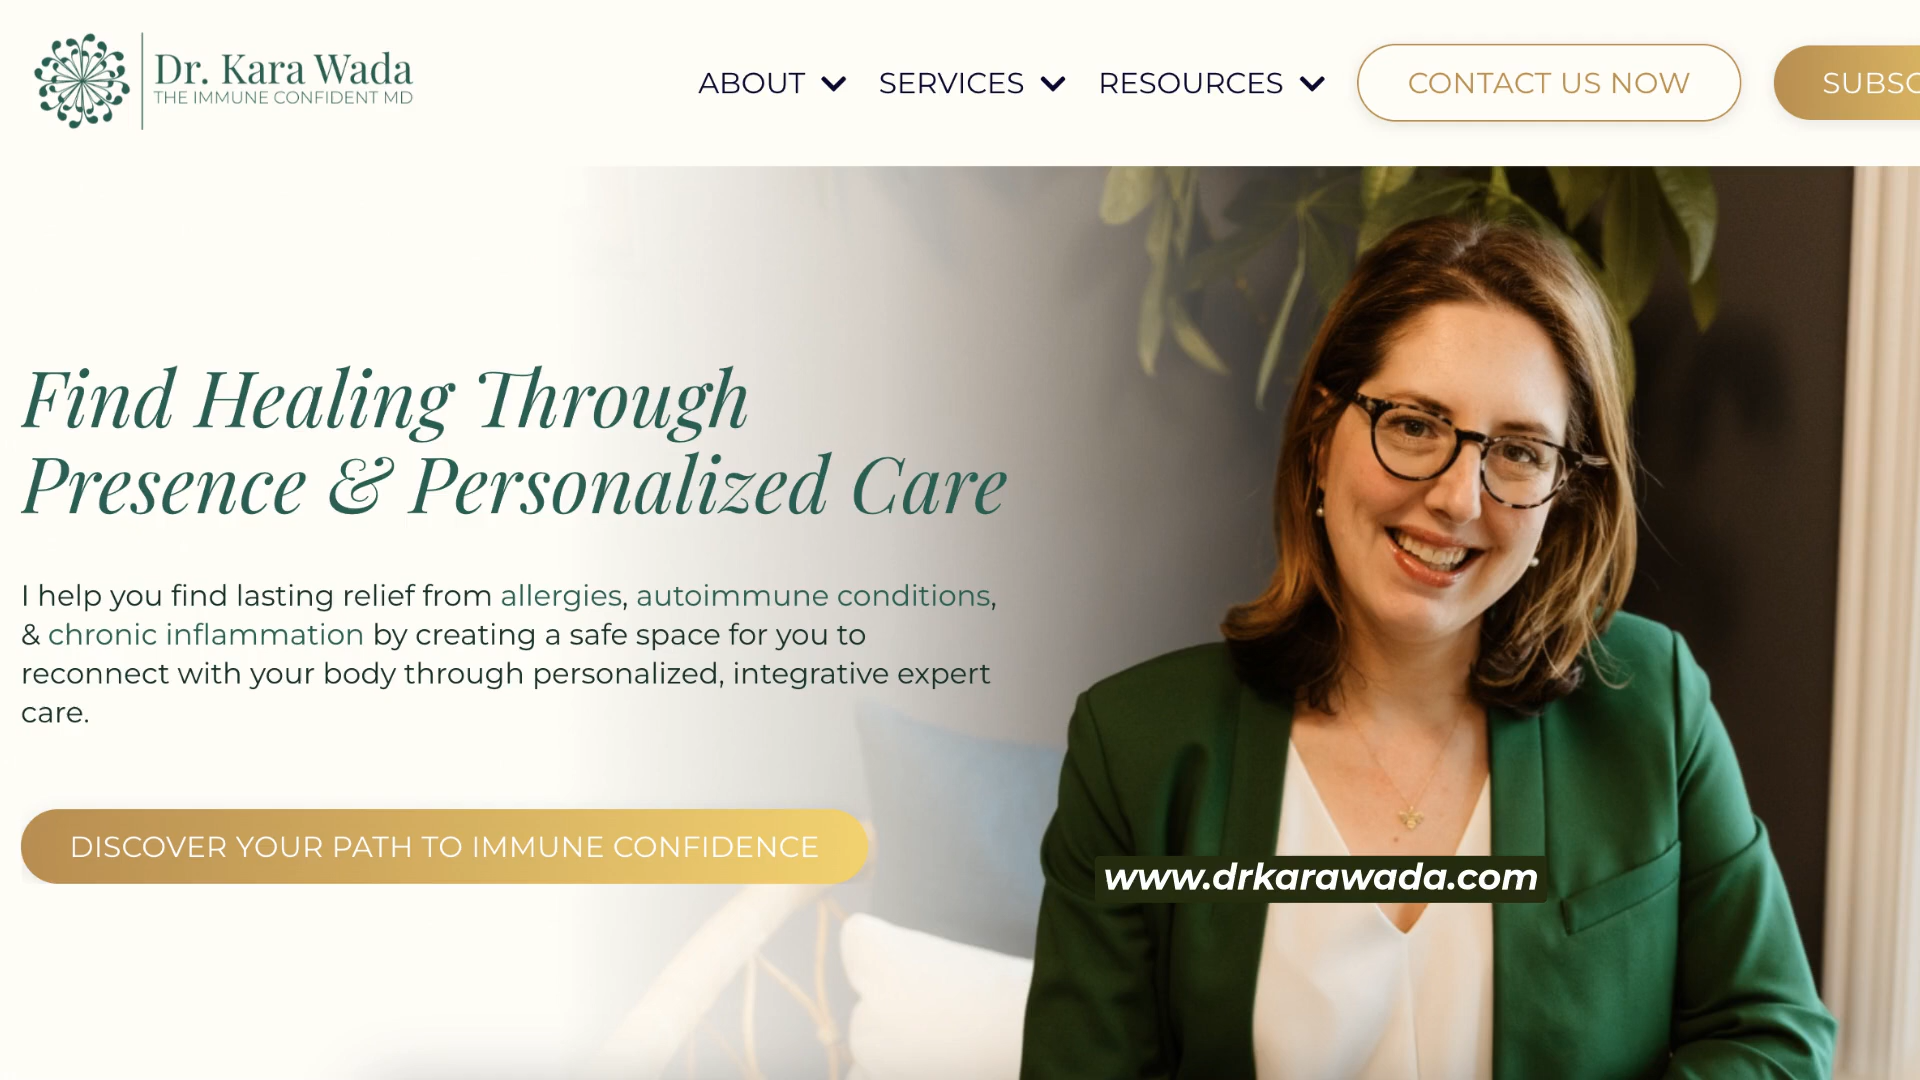 Dr. Kara Wada
THE IMMUNE CONFIDENT MD
ABOUT
SERVICES
RESOURCES
CONTACT US NOW
SUBSC
Find Healing Through
Presence & Personalized Care
I help you find lasting relief from allergies, autoimmune conditions,
& chronic inflammation by creating a safe space for you to
reconnect with your body through personalized, integrative expert
care.
DISCOVER YOUR PATH TO IMMUNE CONFIDENCE
www.drkarawada.com